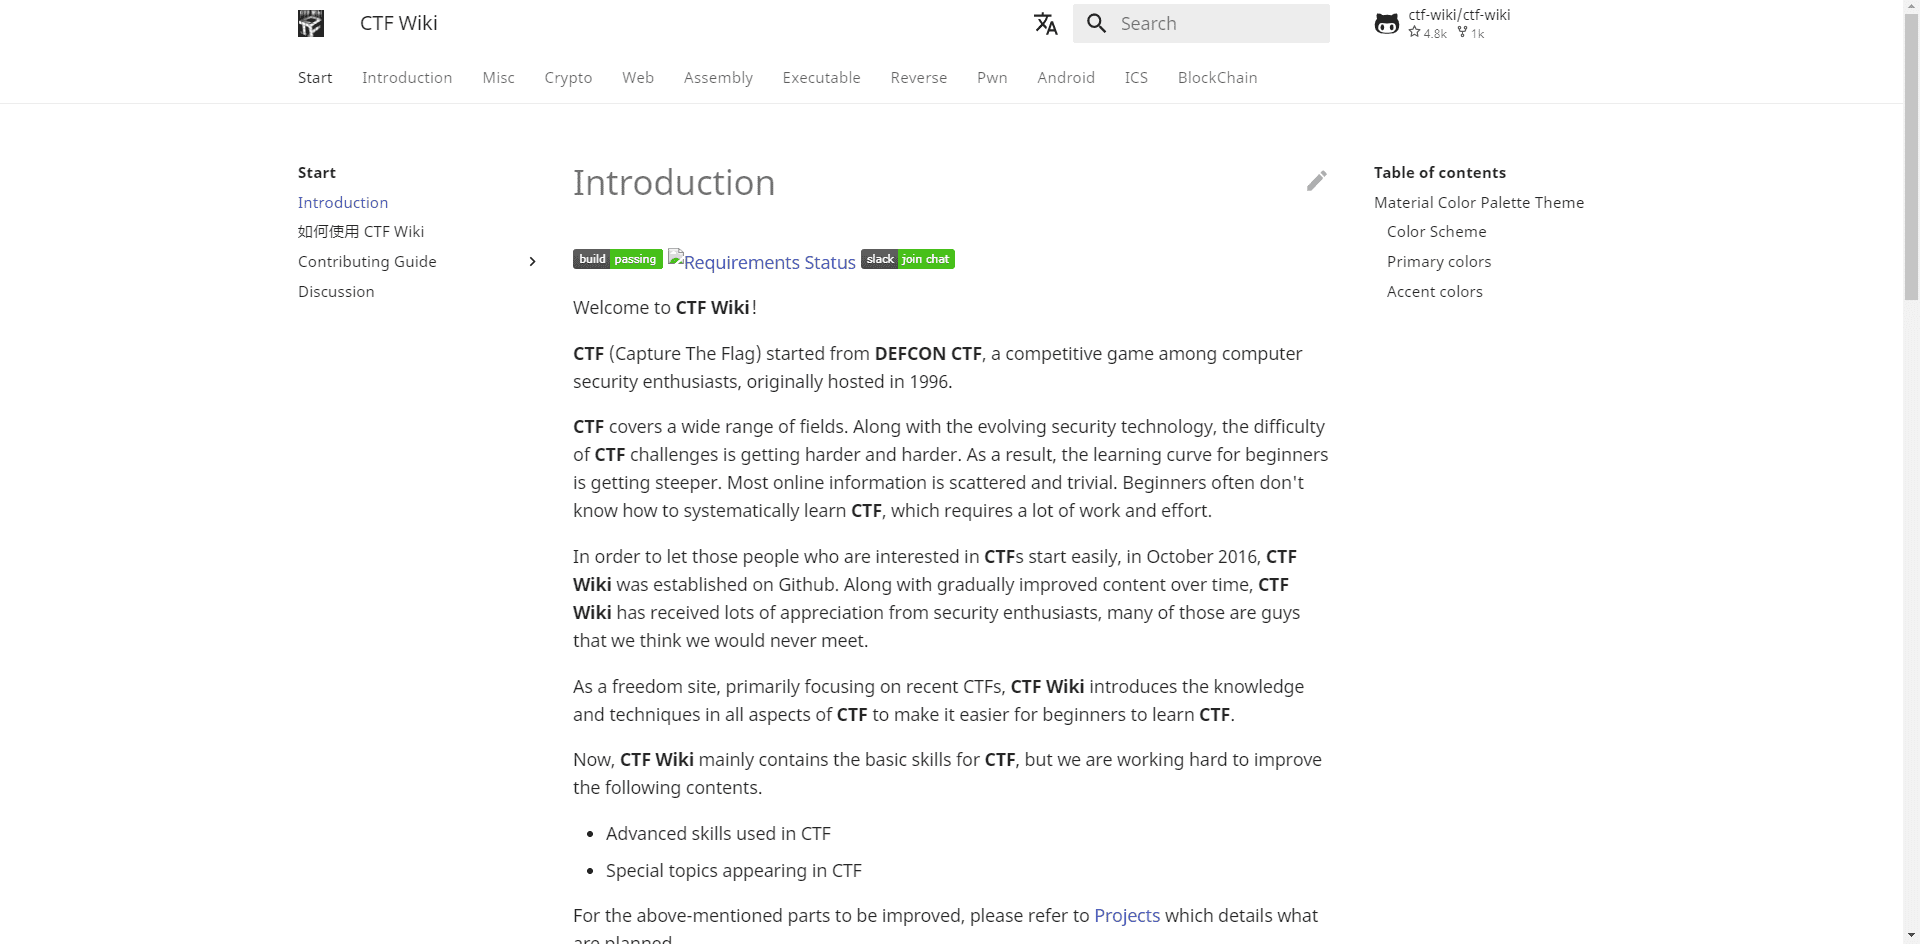 CTF Wiki
Search
ctf-wiki/ctf-wiki
4.8k 1k
Start Introduction Misc Crypto Web Assembly Executable Reverse Pwn Android ICS BlockChain
Start
Introduction
如何使用 CTF Wiki
Contributing Guide
Discussion
Introduction
build passing Requirements Status slack join chat
Welcome to CTF Wiki!
CTF (Capture The Flag) started from DEFCON CTF, a competitive game among computer
security enthusiasts, originally hosted in 1996.
CTF covers a wide range of fields. Along with the evolving security technology, the difficulty
of CTF challenges is getting harder and harder. As a result, the learning curve for beginners
is getting steeper. Most online information is scattered and trivial. Beginners often don't
know how to systematically learn CTF, which requires a lot of work and effort.
In order to let those people who are interested in CTFs start easily, in October 2016, CTF
Wiki was established on Github. Along with gradually improved content over time, CTF
Wiki has received lots of appreciation from security enthusiasts, many of those are guys
that we think we would never meet.
As a freedom site, primarily focusing on recent CTFs, CTF Wiki introduces the knowledge
and techniques in all aspects of CTF to make it easier for beginners to learn CTF.
Now, CTF Wiki mainly contains the basic skills for CTF, but we are working hard to improve
the following contents.
• Advanced skills used in CTF
• Special topics appearing in CTF
For the above-mentioned parts to be improved, please refer to Projects which details what
are planned
Table of contents
Material Color Palette Theme
Color Scheme
Primary colors
Accent colors